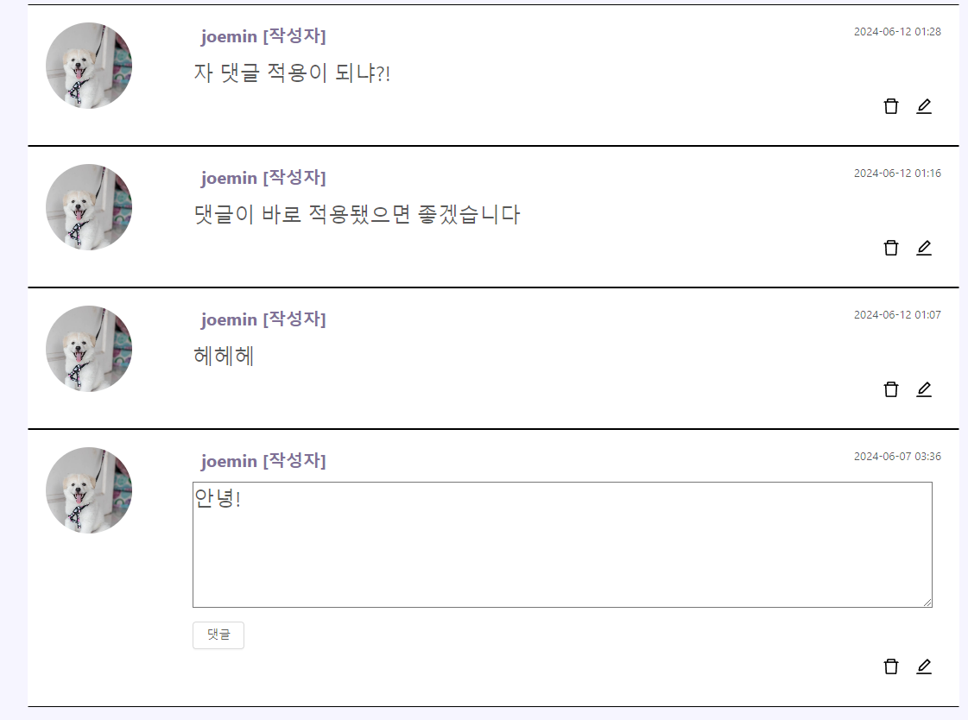 joemin [작성자]
2024-06-12 01:28
자 댓글 적용이 되냐?!
joemin [작성자]
2024-06-12 01:16
댓글이 바로 적용됐으면 좋겠습니다
joemin [작성자]
2024-06-12 01:07
헤헤헤
joemin [작성자]
2024-06-07 03:36
안녕!
댓글